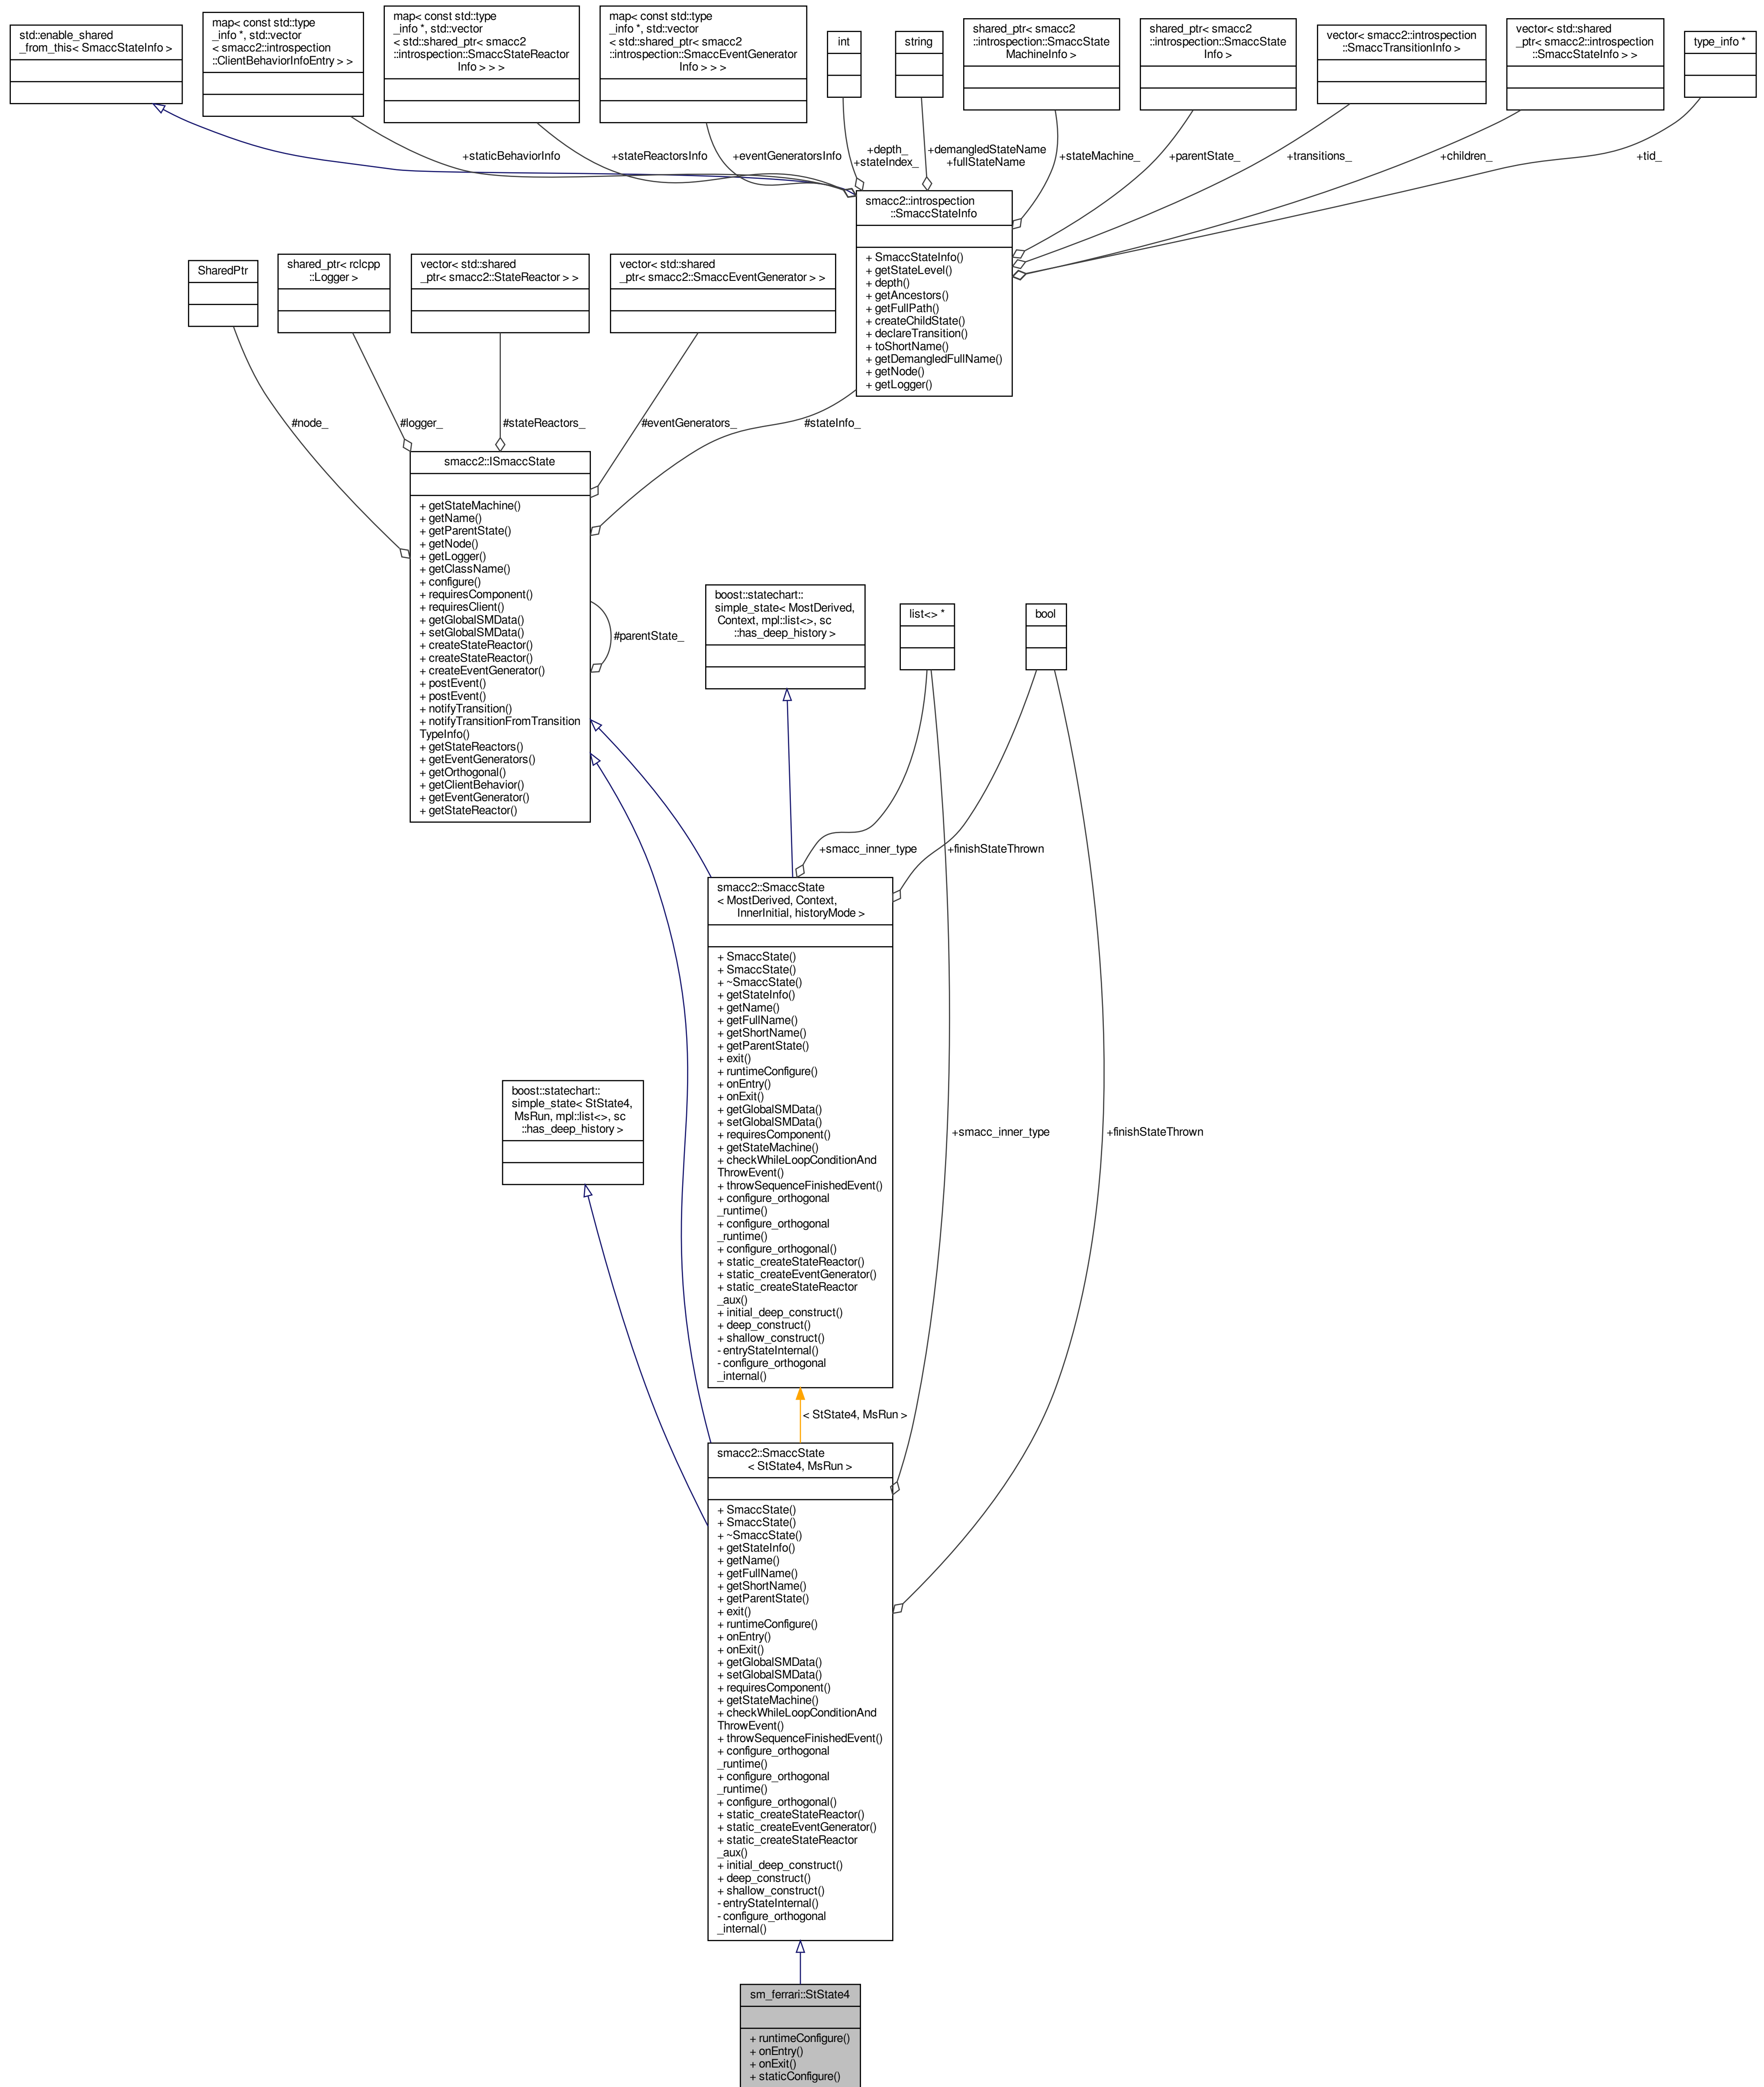 std::enable_shared
_from_this< SmaccStateInfo >
map< const std::type
_info *, std::vector
< smacc2::introspection
::ClientBehaviorInfoEntry > >
map< const std::type
_info *, std::vector
< std::shared_ptr< smacc2
::introspection::SmaccStateReactor
Info > > >
map< const std::type
_info *, std::vector
< std::shared_ptr< smacc2
::introspection::SmaccEventGenerator
Info > > >
int
string
shared_ptr< smacc2
::introspection::SmaccState
MachineInfo >
shared_ptr< smacc2
::introspection::SmaccState
Info >
vector< smacc2::introspection
::SmaccTransitionInfo >
vector< std::shared
_ptr< smacc2::introspection
::SmaccStateInfo > >
type_info *
+staticBehaviorInfo
+stateReactorsInfo
+eventGeneratorsInfo
+depth_
+stateIndex_
+demangledStateName
+fullStateName
+stateMachine_
+parentState_
+transitions_
+children_
+tid_
smacc2::introspection
::SmaccStateInfo
+ SmaccStateInfo()
+ getStateLevel()
+ depth()
+ getAncestors()
+ getFullPath()
+ createChildState()
+ declareTransition()
+ toShortName()
+ getDemangledFullName()
+ getNode()
+ getLogger()
SharedPtr
shared_ptr< rclcpp
::Logger >
vector< std::shared
_ptr< smacc2::StateReactor > >
vector< std::shared
_ptr< smacc2::SmaccEventGenerator > >
#node_
#logger_
#stateReactors_
#eventGenerators_
#stateInfo_
smacc2::ISmaccState
+ getStateMachine()
+ getName()
+ getParentState()
+ getNode()
+ getLogger()
+ getClassName()
+ configure()
+ requiresComponent()
+ requiresClient()
+ getGlobalSMData()
+ setGlobalSMData()
+ createStateReactor()
+ createStateReactor()
+ createEventGenerator()
+ postEvent()
+ postEvent()
+ notifyTransition()
+ notifyTransitionFromTransition
TypeInfo()
+ getStateReactors()
+ getEventGenerators()
+ getOrthogonal()
+ getClientBehavior()
+ getEventGenerator()
+ getStateReactor()
#parentState_
boost::statechart::
simple_state< MostDerived,
Context, mpl::list<>, sc
::has_deep_history >
list<> *
bool
+smacc_inner_type
+finishStateThrown
smacc2::SmaccState
< MostDerived, Context,
InnerInitial, historyMode >
+ SmaccState()
+ SmaccState()
+ ~SmaccState()
+ getStateInfo()
+ getName()
+ getFullName()
+ getShortName()
+ getParentState()
+ exit()
+ runtimeConfigure()
+ onEntry()
+ onExit()
+ getGlobalSMData()
+ setGlobalSMData()
+ requiresComponent()
+ getStateMachine()
+ checkWhileLoopConditionAnd
ThrowEvent()
+ throwSequenceFinishedEvent()
+ configure_orthogonal
_runtime()
+ configure_orthogonal
_runtime()
+ configure_orthogonal()
+ static_createStateReactor()
+ static_createEventGenerator()
+ static_createStateReactor
_aux()
+ initial_deep_construct()
+ deep_construct()
+ shallow_construct()
- entryStateInternal()
- configure_orthogonal
_internal()
boost::statechart::
simple_state< StState4,
MsRun, mpl::list<>, sc
::has_deep_history >
+smacc_inner_type
+finishStateThrown
< StState4, MsRun >
smacc2::SmaccState
< StState4, MsRun >
+ SmaccState()
+ SmaccState()
+ ~SmaccState()
+ getStateInfo()
+ getName()
+ getFullName()
+ getShortName()
+ getParentState()
+ exit()
+ runtimeConfigure()
+ onEntry()
+ onExit()
+ getGlobalSMData()
+ setGlobalSMData()
+ requiresComponent()
+ getStateMachine()
+ checkWhileLoopConditionAnd
ThrowEvent()
+ throwSequenceFinishedEvent()
+ configure_orthogonal
_runtime()
+ configure_orthogonal
_runtime()
+ configure_orthogonal()
+ static_createStateReactor()
+ static_createEventGenerator()
+ static_createStateReactor
_aux()
+ initial_deep_construct()
+ deep_construct()
+ shallow_construct()
- entryStateInternal()
- configure_orthogonal
_internal()
sm_ferrari::StState4
+ runtimeConfigure()
+ onEntry()
+ onExit()
+ staticConfigure()